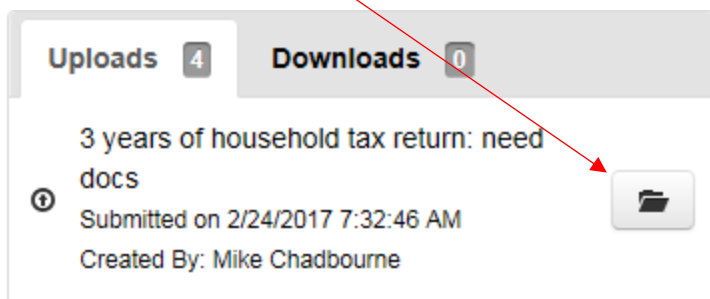 Uploads 4 Downloads 0
3 years of household tax return: need
docs
Submitted on 2/24/2017 7:32:46 AM
Created By: Mike Chadbourne